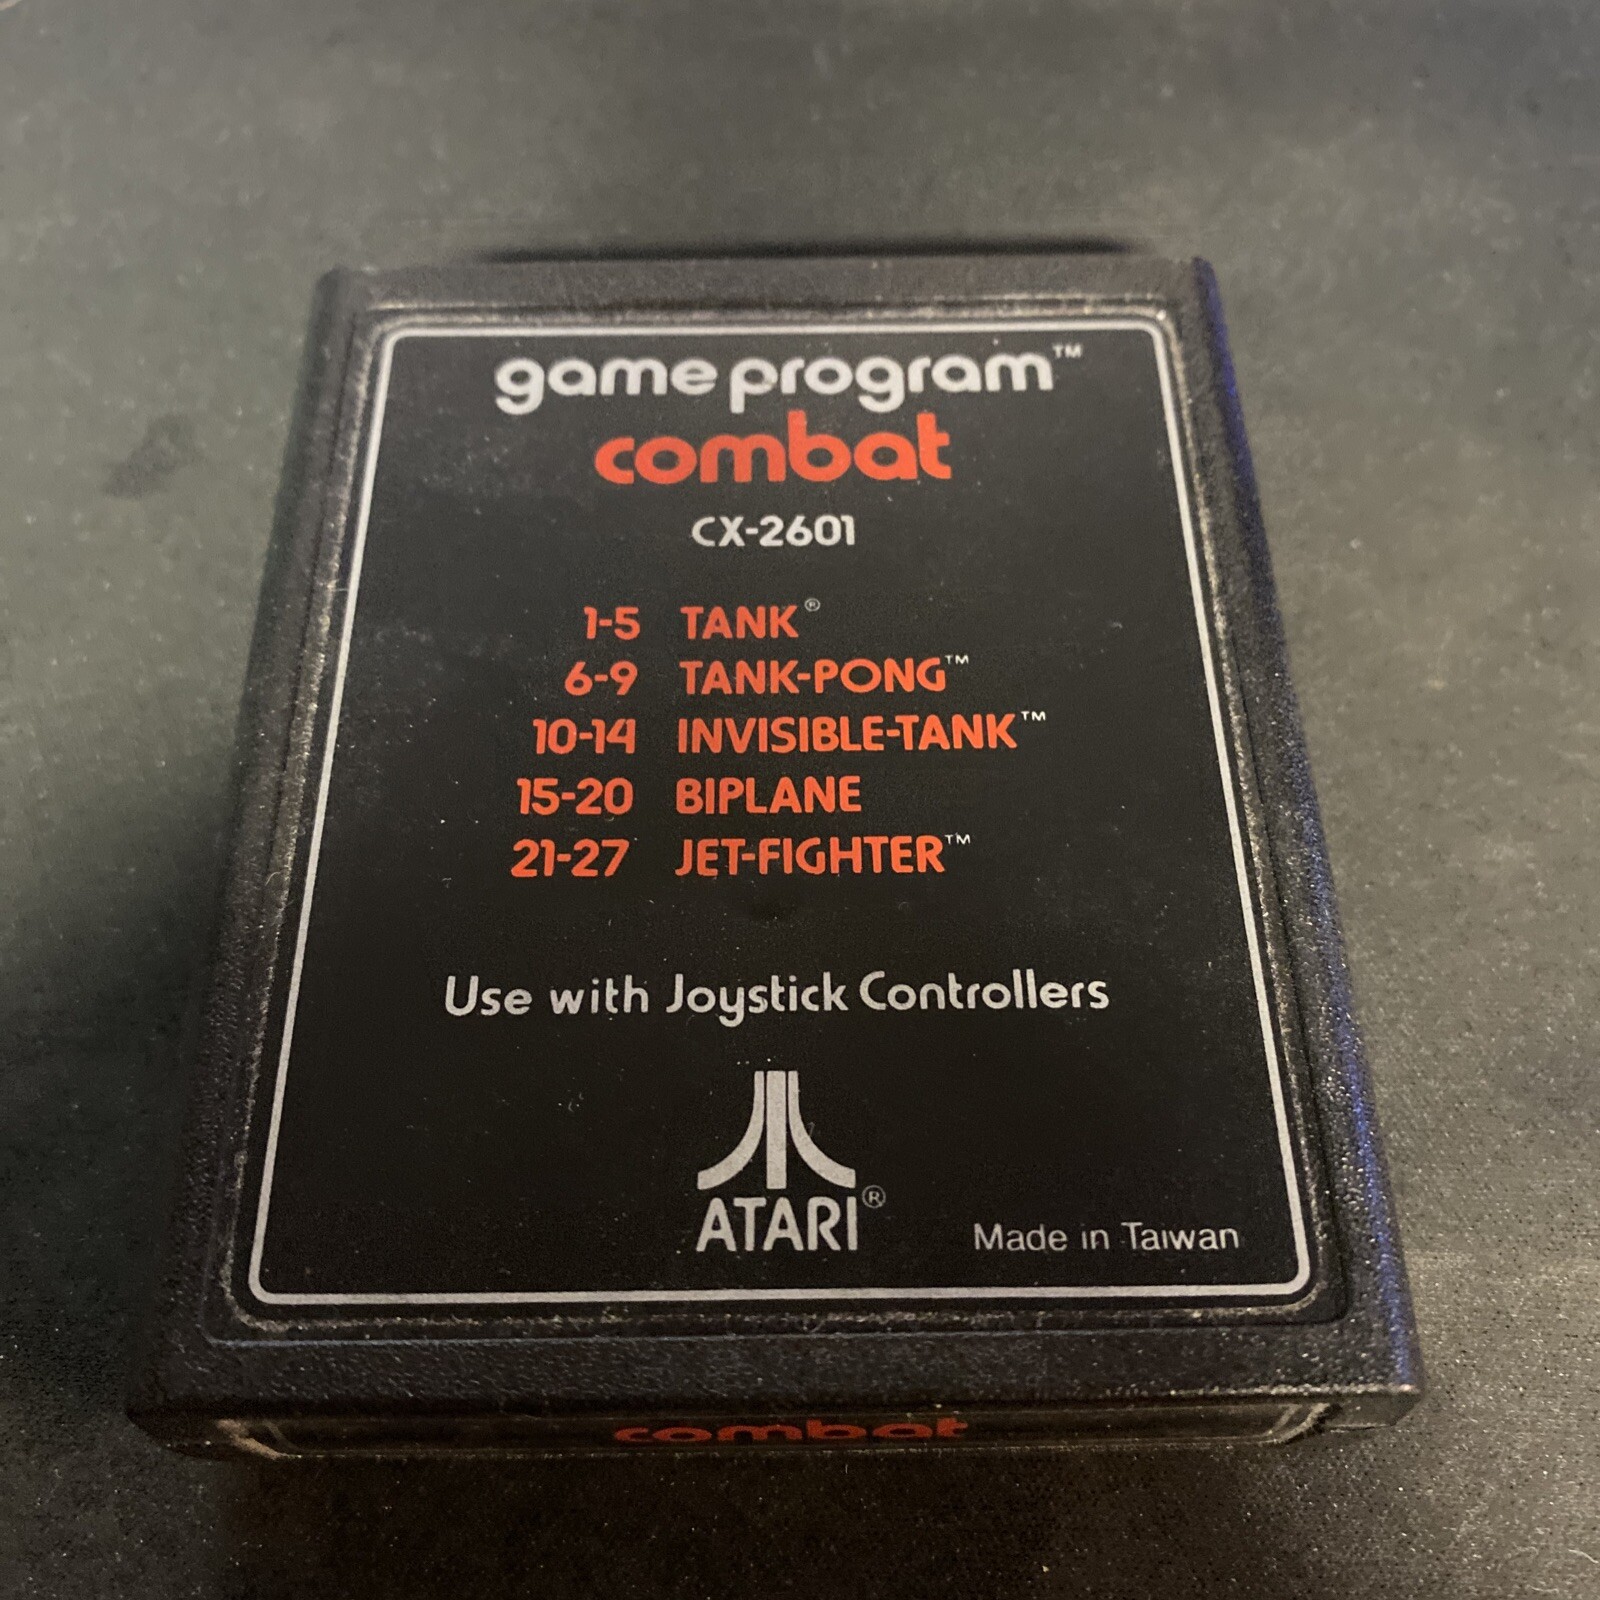 game program™
combat
CX-2601
1-5 TANK®
6-9 TANK-PONG™
10-14 INVISIBLE-TANK™
15-20 BIPLANE
21-27 JET-FIGHTER™
Use with Joystick Controllers
ATARI®
Made in Taiwan
combat